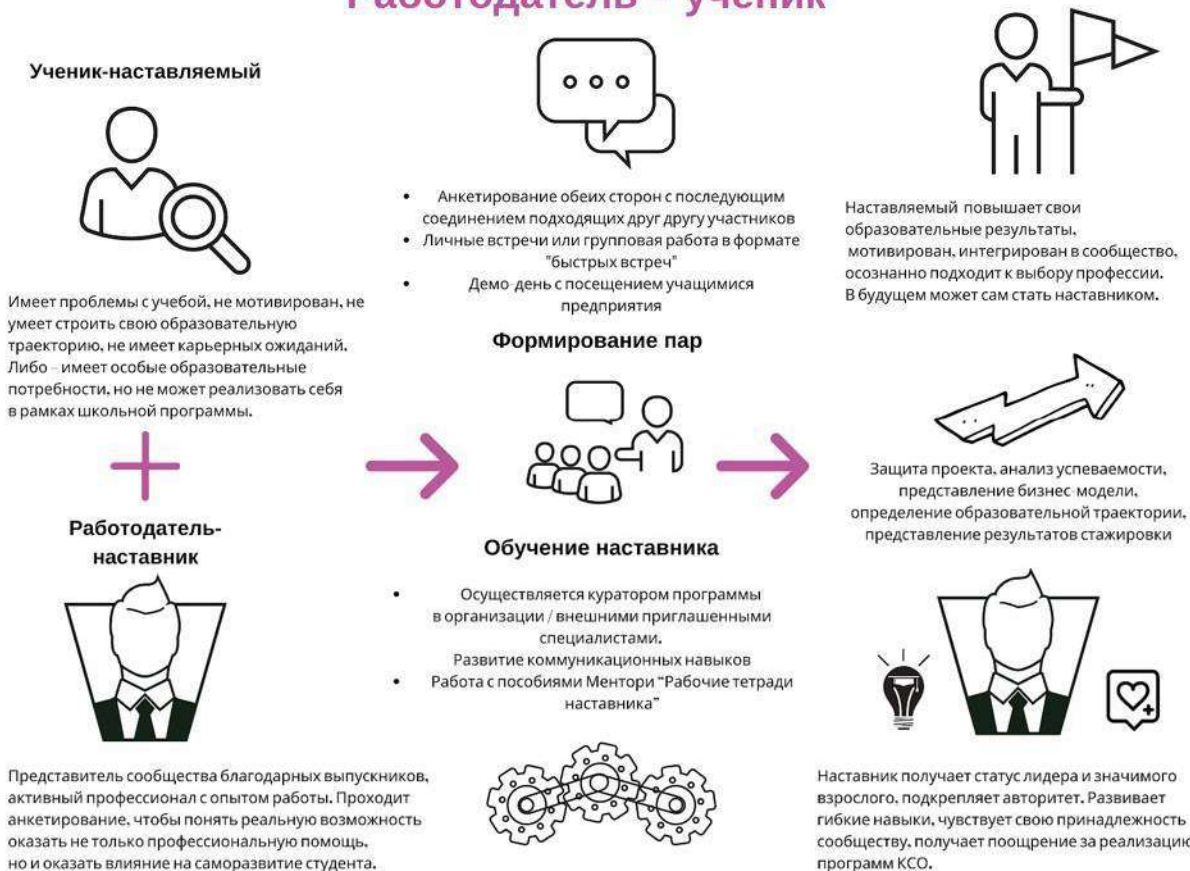 Работодатель – ученик
Ученик-наставляемый
Имеет проблемы с учебой, не мотивирован, не
умеет строить свою образовательную
траекторию, не имеет карьерных ожиданий.
Либо – имеет особые образовательные
потребности, но не может реализовать себя
в рамках школьной программы.
Работодатель-
наставник
Представитель сообщества благодарных выпускников,
активный профессионал с опытом работы. Проходит
анкетирование, чтобы понять реальную возможность
оказать не только профессиональную помощь,
но и оказать влияние на саморазвитие студента.
• Анкетирование обеих сторон с последующим
соединением подходящих друг другу участников
• Личные встречи или групповая работа в формате
"быстрых встреч"
• Демо-день с посещением учащимися
предприятия
Формирование пар
Обучение наставника
• Осуществляется куратором программы
в организации / внешними приглашенными
специалистами.
Развитие коммуникационных навыков
• Работа с пособиями Ментори "Рабочие тетради
наставника"
Наставляемый повышает свои
образовательные результаты,
мотивирован, интегрирован в сообщество,
осознанно подходит к выбору профессии.
В будущем может сам стать наставником.
Защита проекта, анализ успеваемости,
представление бизнес-модели,
определение образовательной траектории,
представление результатов стажировки
Наставник получает статус лидера и значимого
взрослого, подкрепляет авторитет. Развивает
гибкие навыки, чувствует свою принадлежность
сообществу, получает поощрение за реализацию
программ КСО.